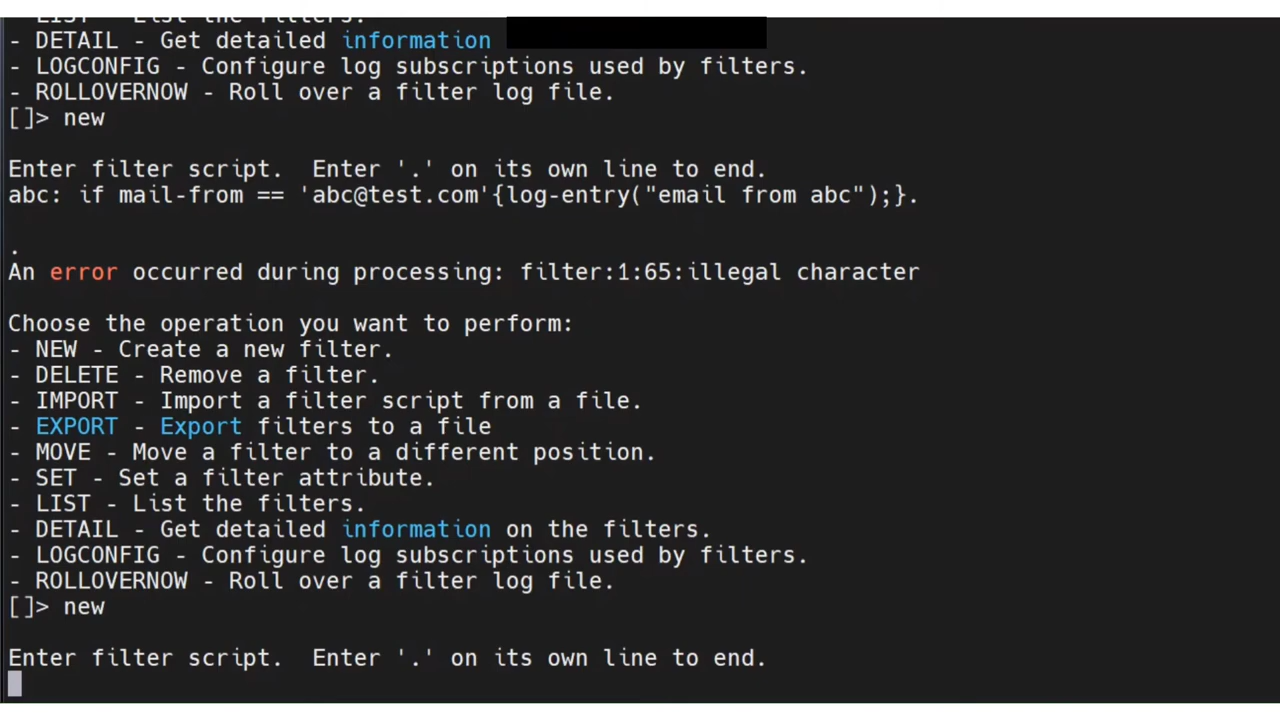 - LIST - List the filters.
- DETAIL - Get detailed information
- LOGCONFIG - Configure log subscriptions used by filters.
- ROLLOVERNOW - Roll over a filter log file.
[]> new
Enter filter script.  Enter '.' on its own line to end.
abc: if mail-from == 'abc@test.com'{log-entry("email from abc");}.
.
An error occurred during processing: filter:1:65:illegal character
Choose the operation you want to perform:
- NEW - Create a new filter.
- DELETE - Remove a filter.
- IMPORT - Import a filter script from a file.
- EXPORT - Export filters to a file
- MOVE - Move a filter to a different position.
- SET - Set a filter attribute.
- LIST - List the filters.
- DETAIL - Get detailed information on the filters.
- LOGCONFIG - Configure log subscriptions used by filters.
- ROLLOVERNOW - Roll over a filter log file.
[]> new
Enter filter script.  Enter '.' on its own line to end.